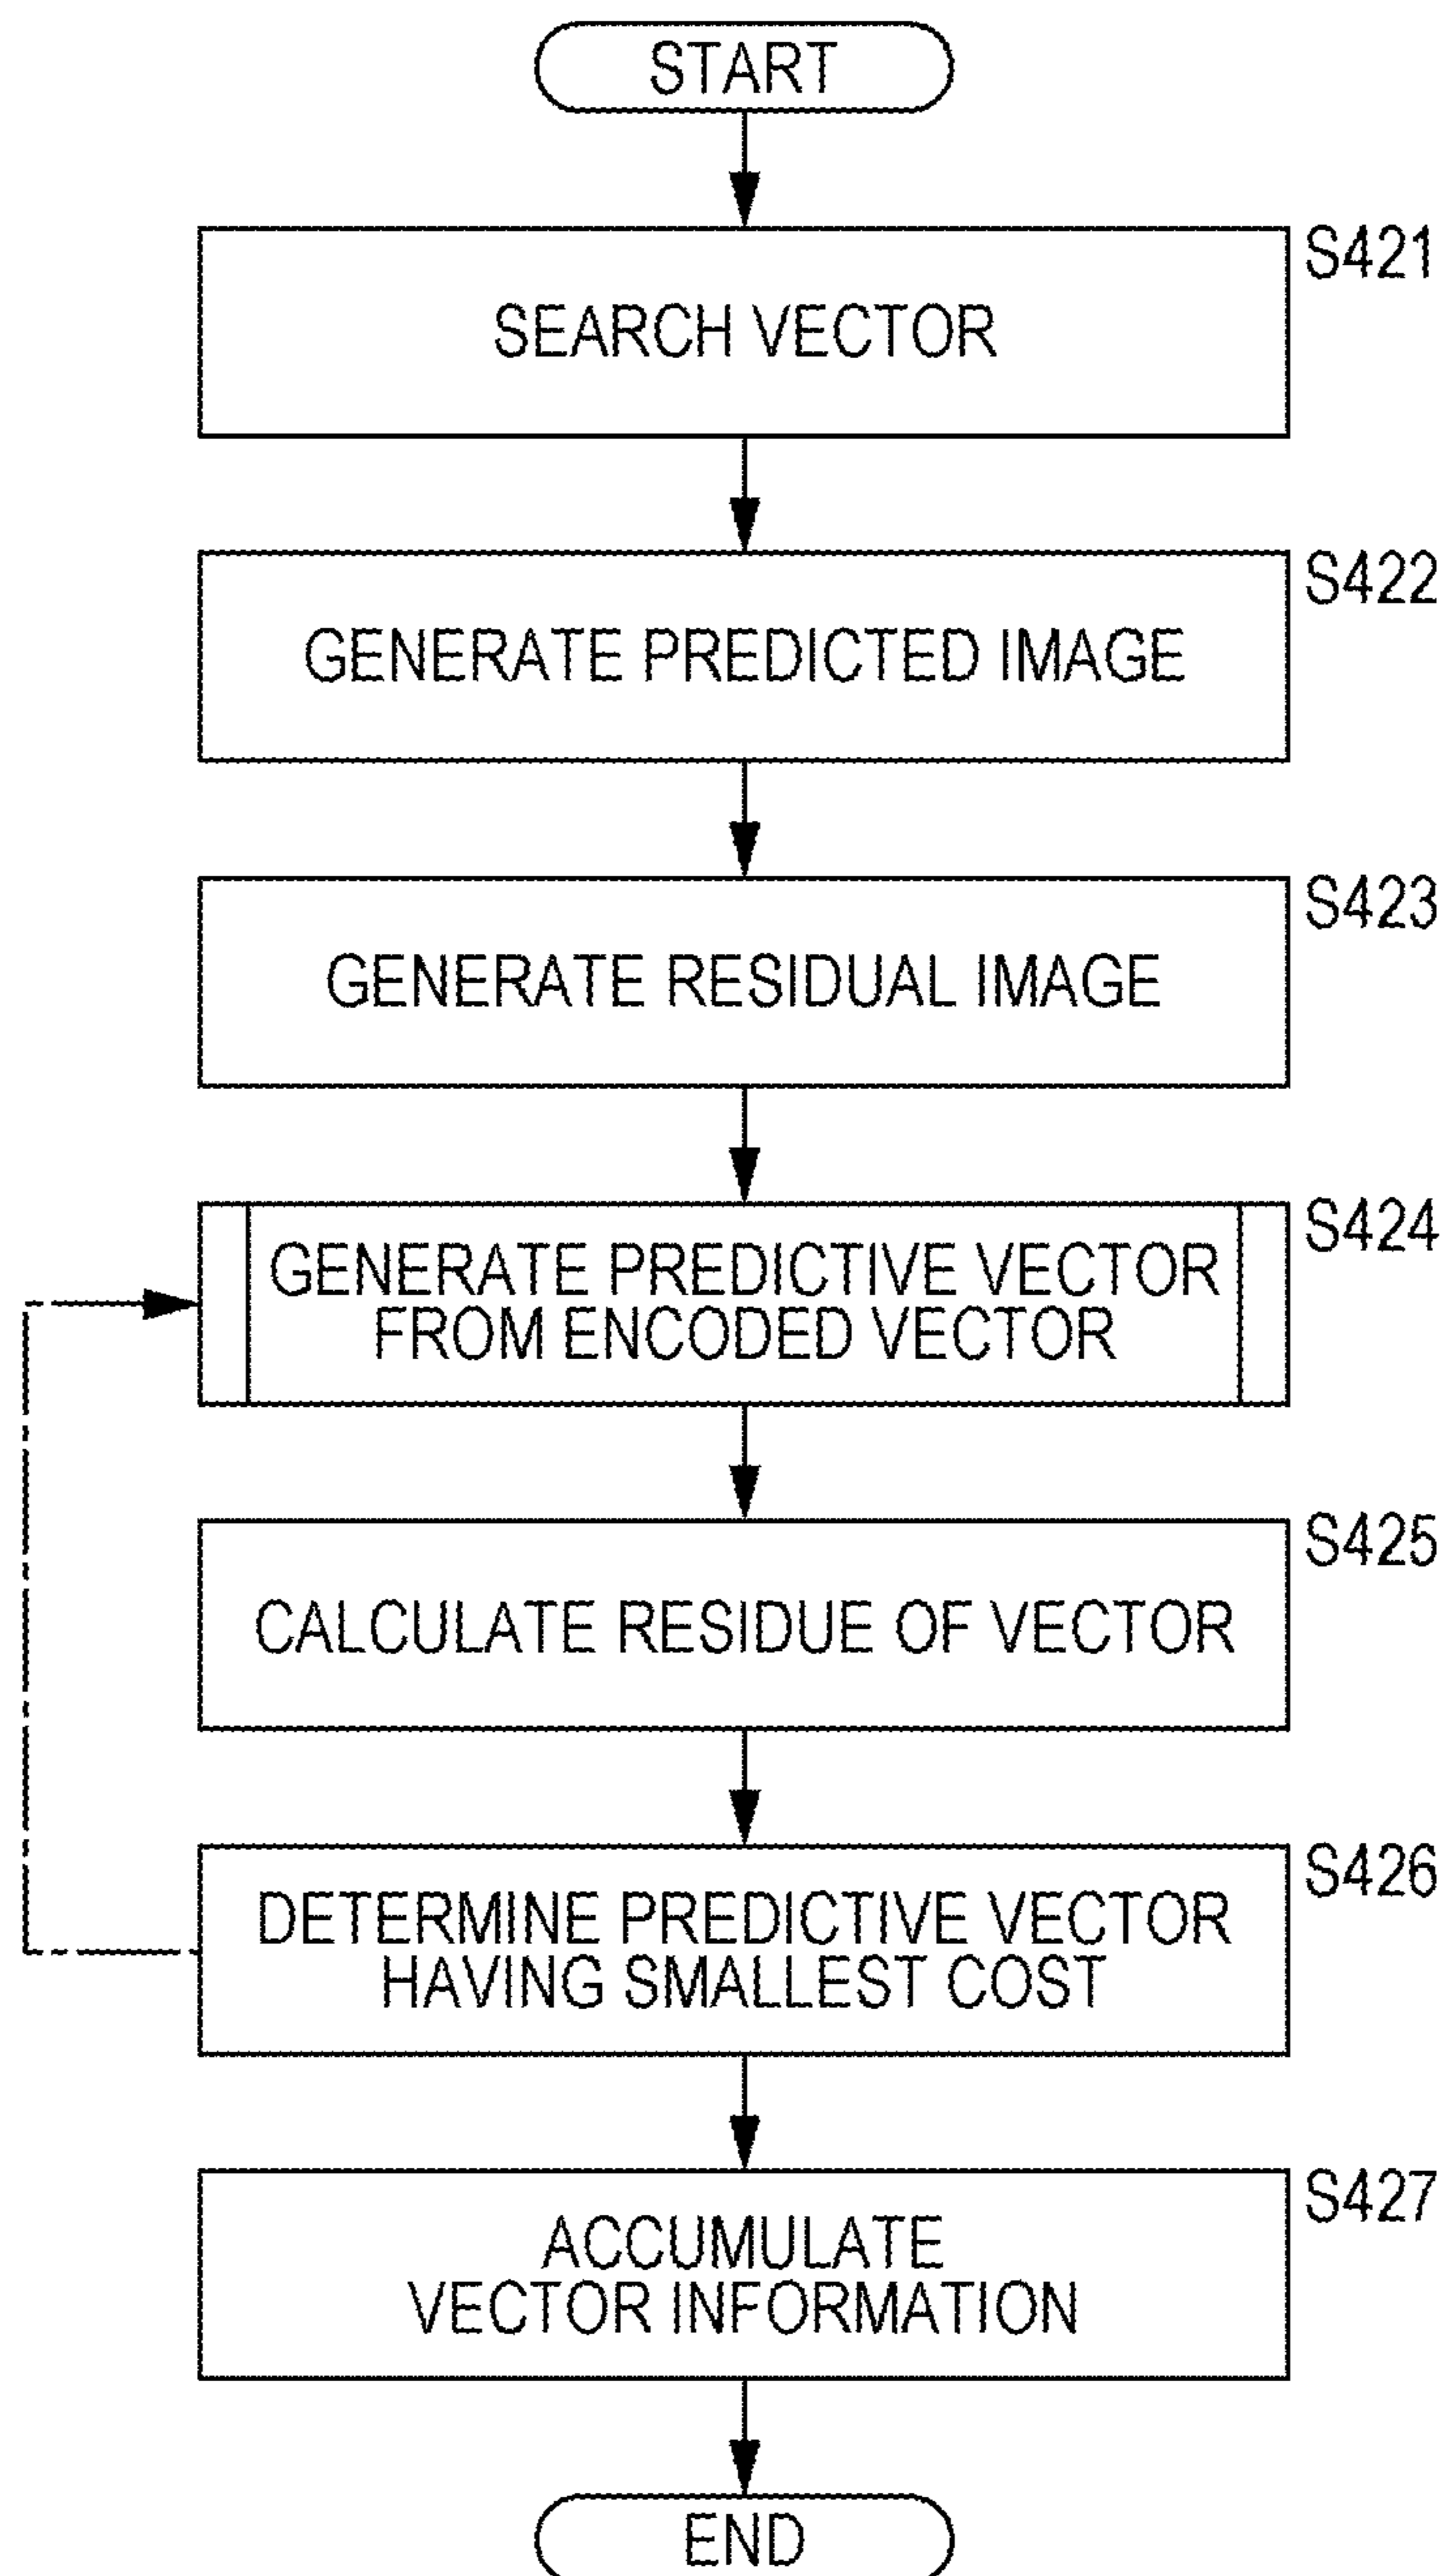 START
S421
SEARCH VECTOR
S422
GENERATE PREDICTED IMAGE
S423
GENERATE RESIDUAL IMAGE
S424
GENERATE PREDICTIVE VECTOR
FROM ENCODED VECTOR
S425
CALCULATE RESIDUE OF VECTOR
S426
DETERMINE PREDICTIVE VECTOR
HAVING SMALLEST COST
S427
ACCUMULATE
VECTOR INFORMATION
END